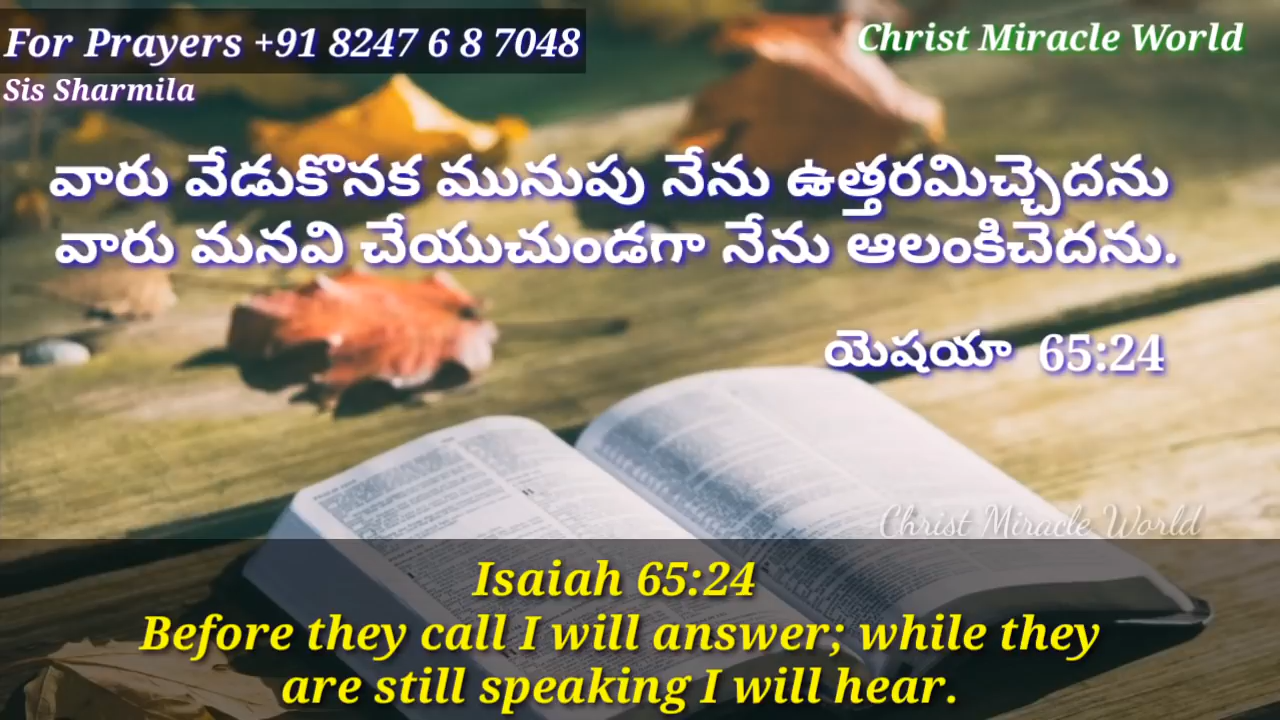 For Prayers +91 8247 6 8 7048
Christ Miracle World
Sis Sharmila
వారు వేడుకొనక మునుపు నేను ఉత్తరమిచ్చెదను
వారు మనవి చేయుచుండగా నేను ఆలంకిచెదను.
యెషయా 65:24
Christ Miracle World
Isaiah 65:24
Before they call I will answer; while they
are still speaking I will hear.